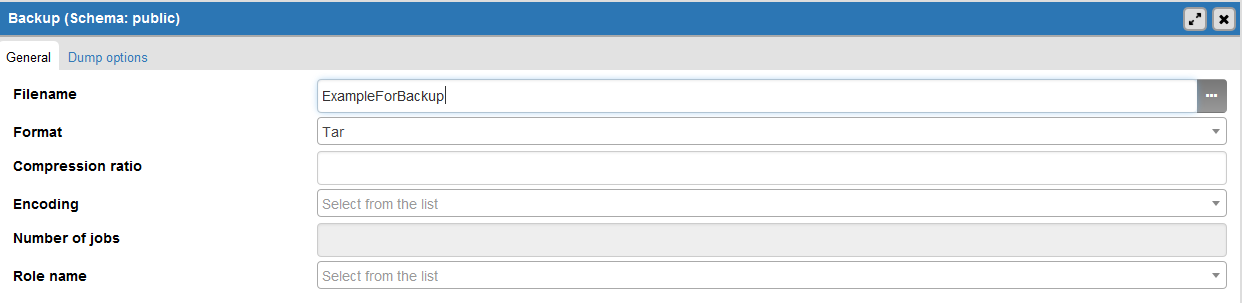 Backup (Schema: public)
General Dump options
Filename ExampleForBackup
Format Tar
Compression ratio
Encoding Select from the list
Number of jobs
Role name Select from the list